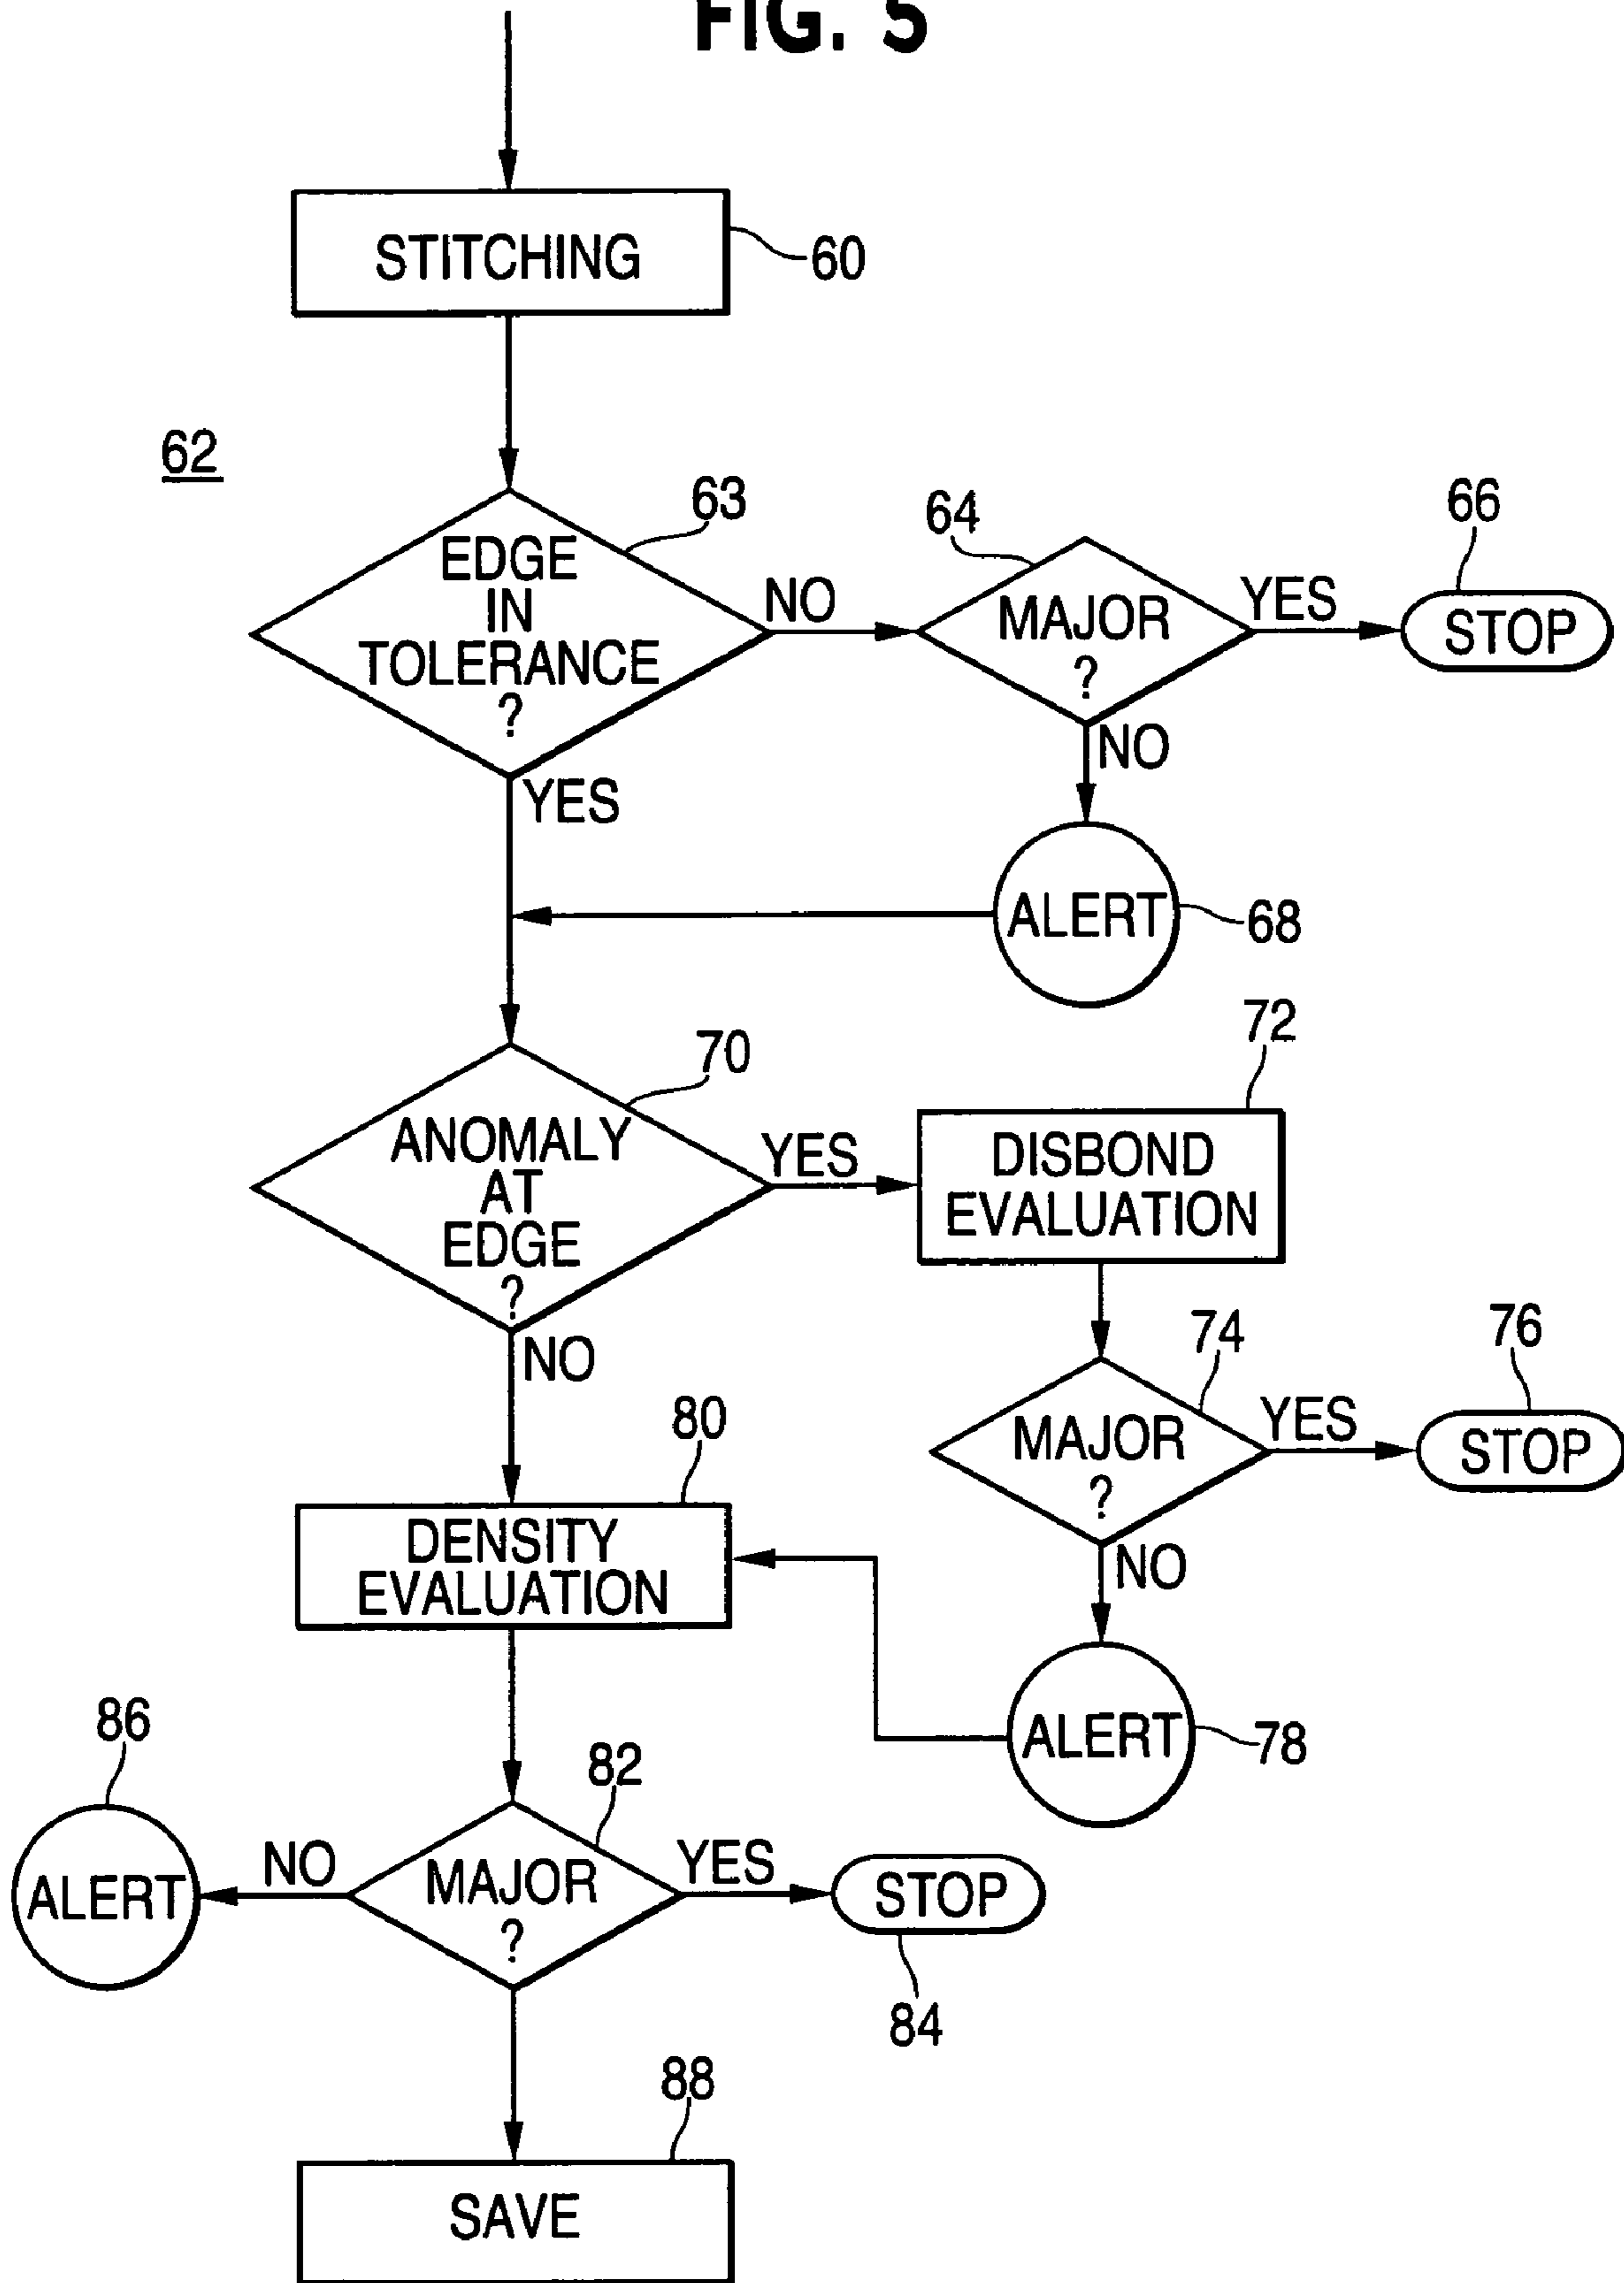 FIG. 5
STITCHING
60
62
63
EDGE
IN
TOLERANCE
?
NO
YES
64
MAJOR
?
YES
NO
66
STOP
ALERT
68
70
ANOMALY
AT
EDGE
?
YES
NO
72
DISBOND
EVALUATION
74
MAJOR
?
YES
NO
76
STOP
ALERT
78
80
DENSITY
EVALUATION
82
MAJOR
?
NO
YES
86
ALERT
STOP
84
88
SAVE